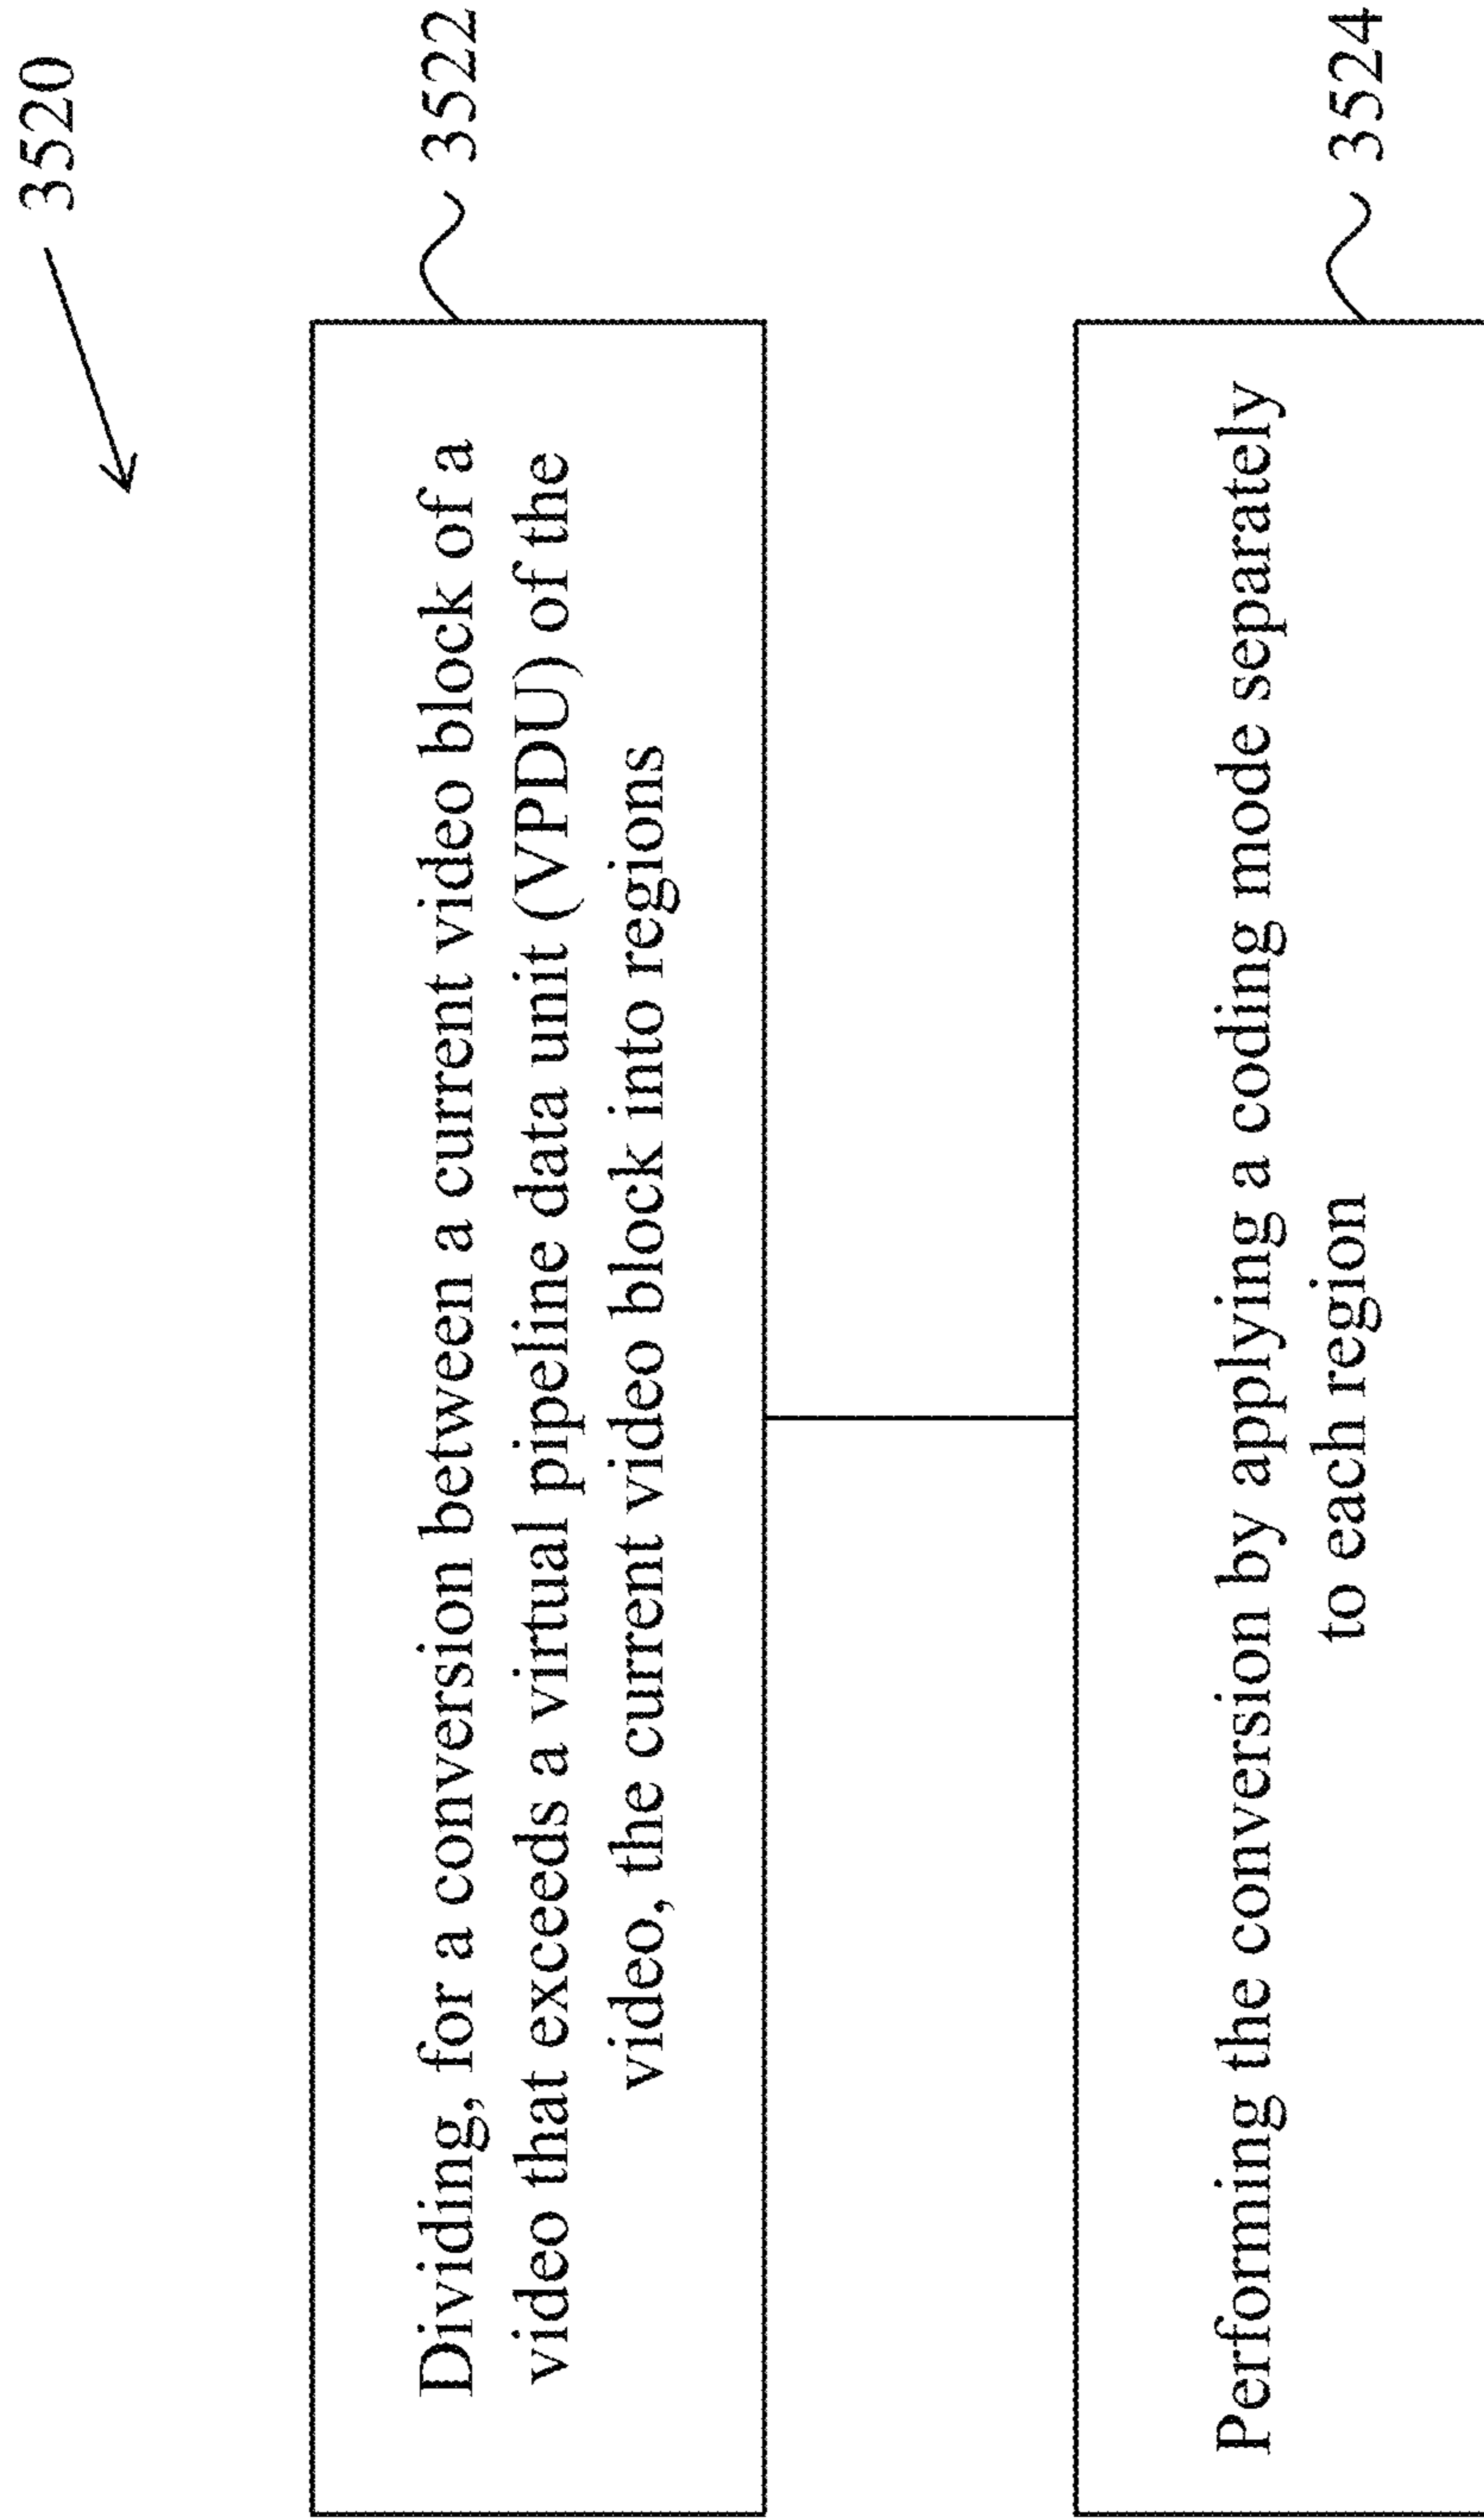 3520
Dividing, for a conversion between a current video block of a
video that exceeds a virtual pipeline data unit (VPDU) of the
video, the current video block into regions
3522
Performing the conversion by applying a coding mode separately
to each region
3524